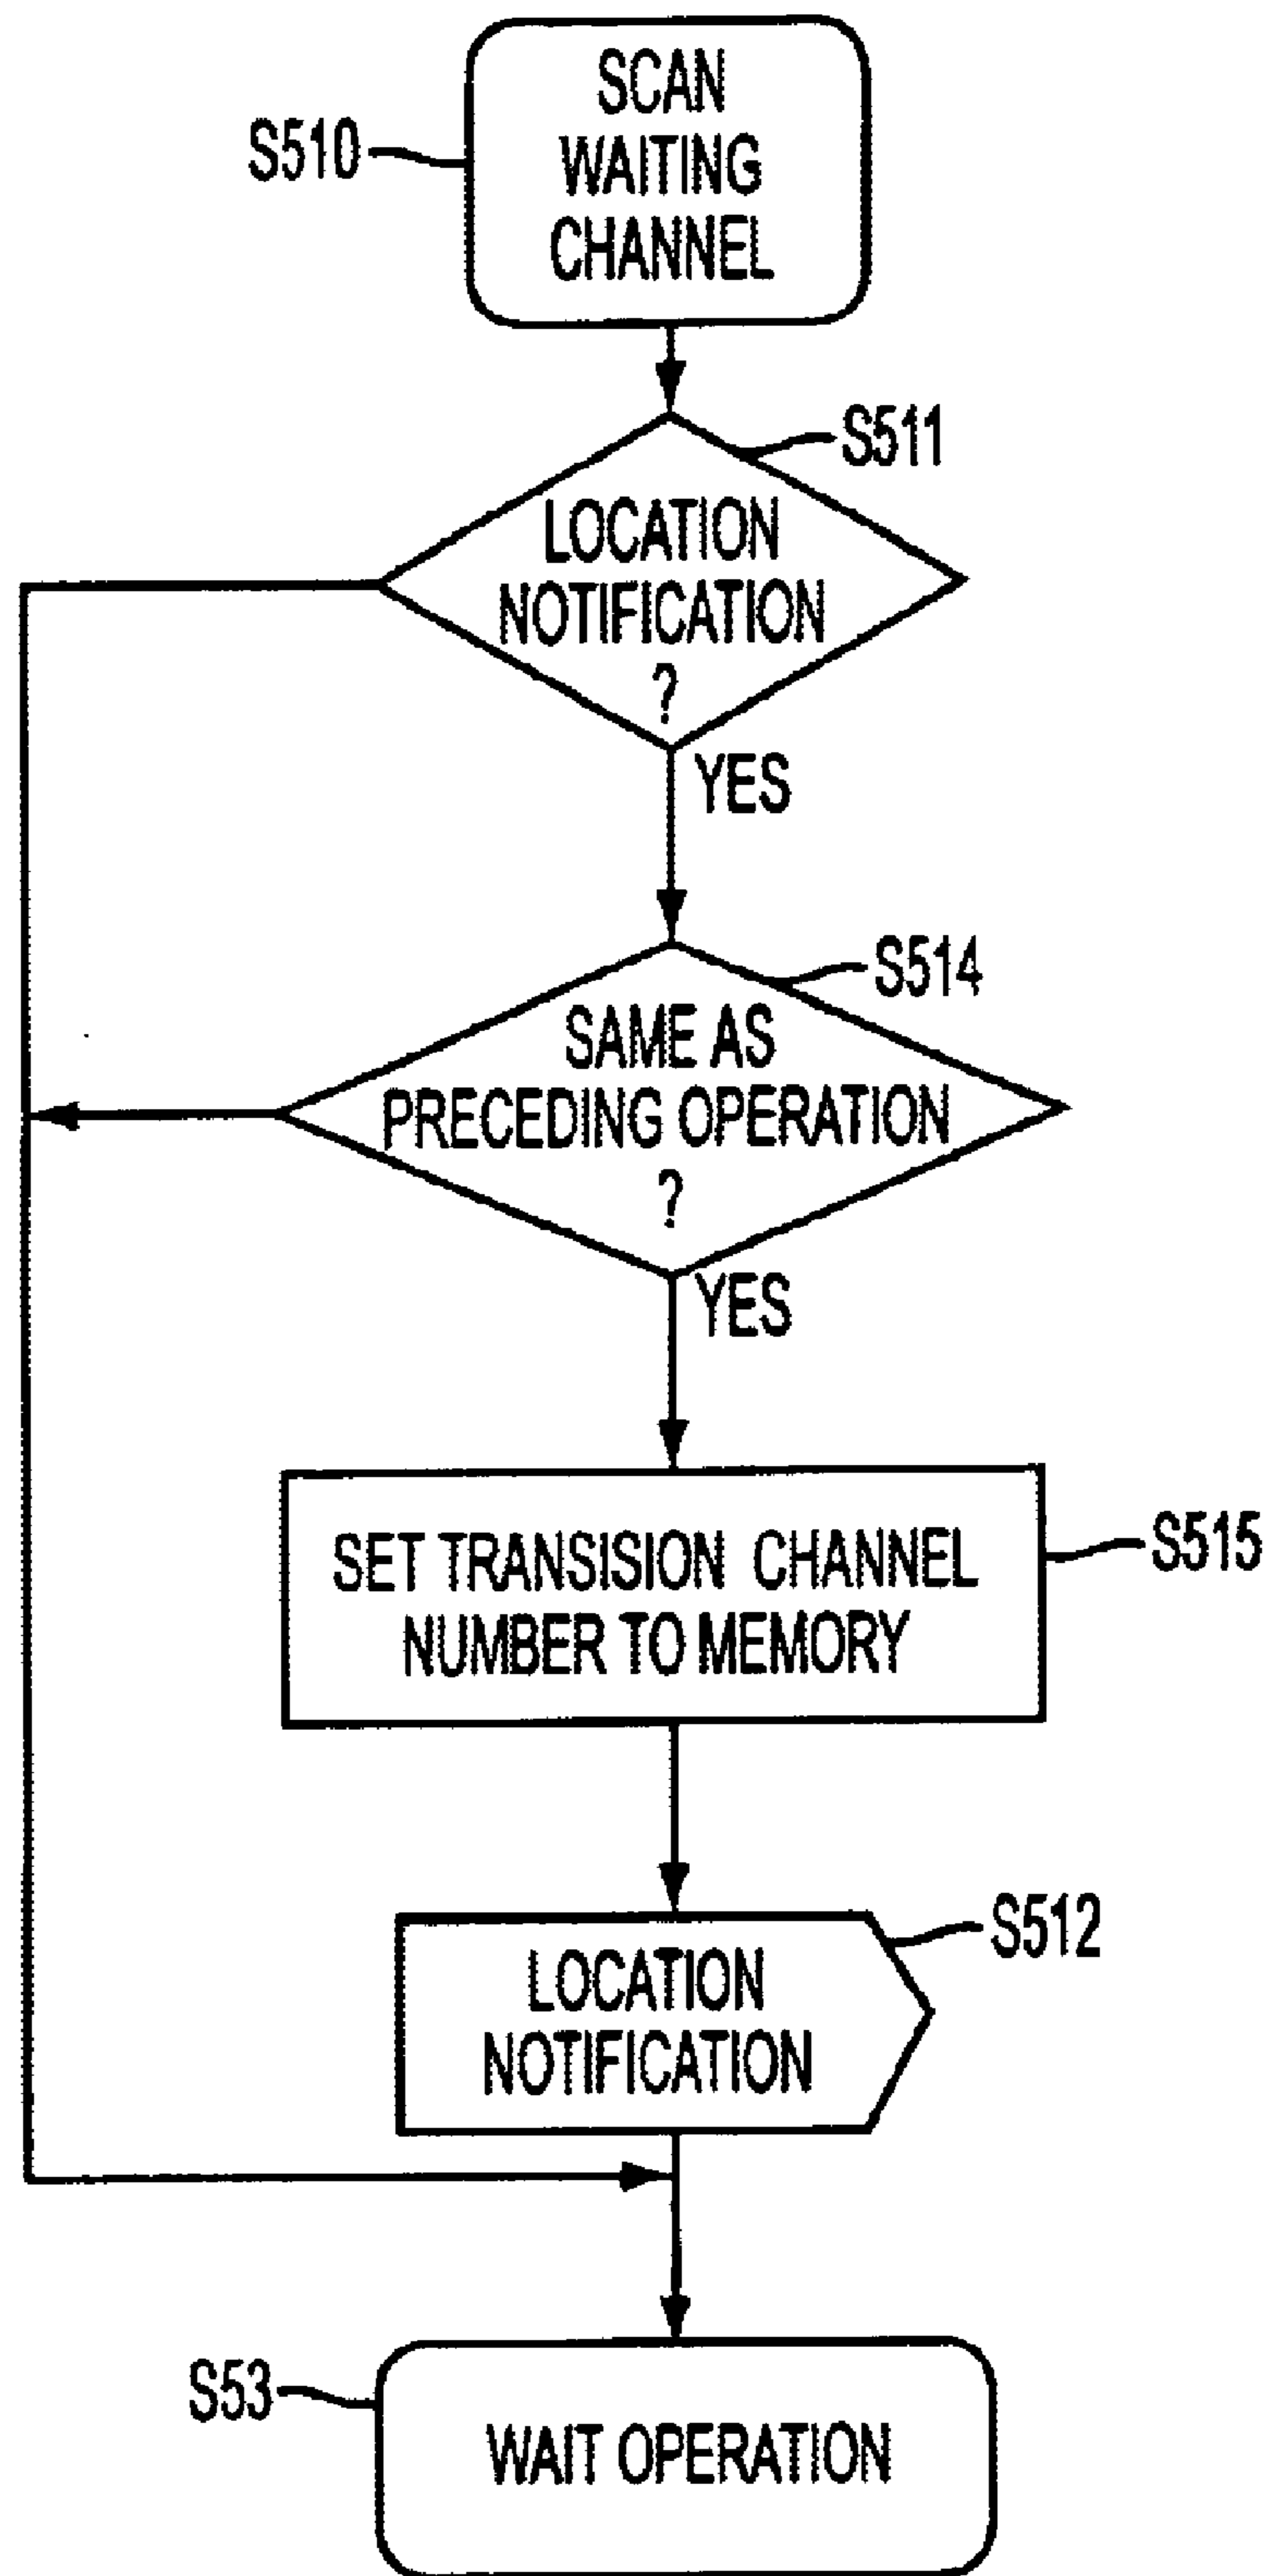 SCAN
WAITING
CHANNEL
S510
S511
LOCATION
NOTIFICATION
?
YES
S514
SAME AS
PRECEDING OPERATION
?
YES
SET TRANSISION CHANNEL
NUMBER TO MEMORY
S515
LOCATION
NOTIFICATION
S512
S53
WAIT OPERATION